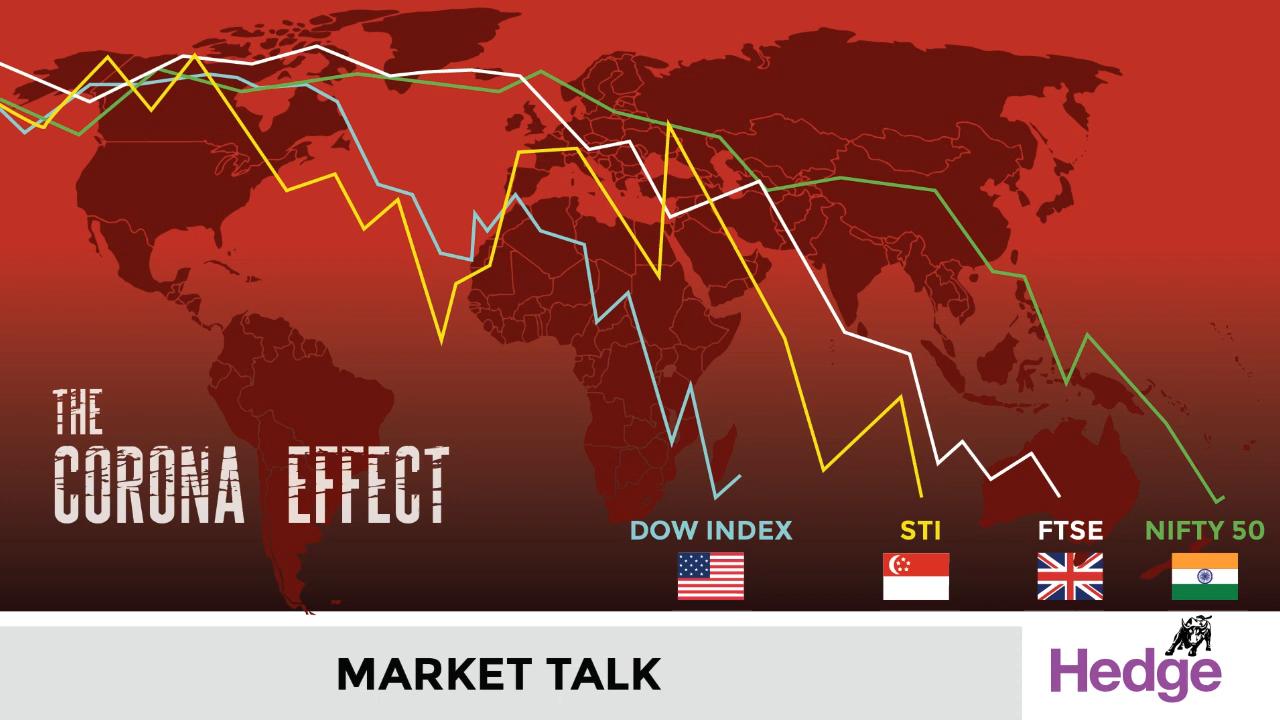 THE
CORONA EFFECT
DOW INDEX
STI
FTSE
NIFTY 50
MARKET TALK
Hedge